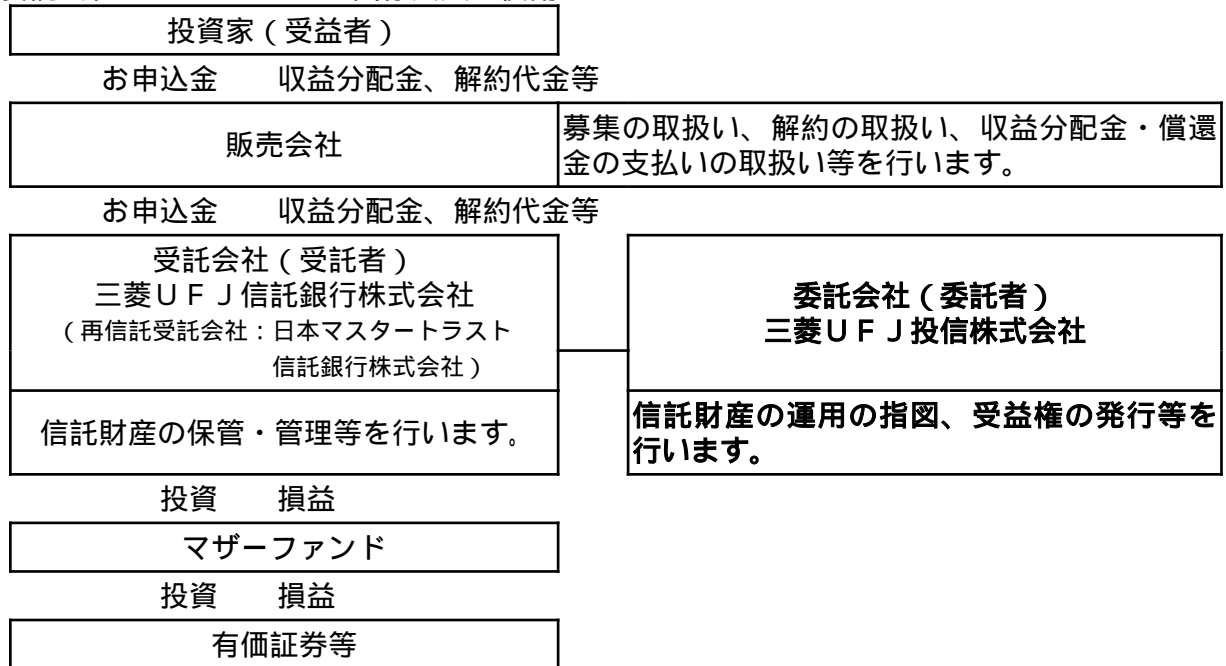 投資家（受益者）
お申込金　　収益分配金、解約代金等
販売会社
募集の取扱い、解約の取扱い、収益分配金・償還
金の支払いの取扱い等を行います。
お申込金　　収益分配金、解約代金等
受託会社（受託者）
三菱ＵＦＪ信託銀行株式会社
（再信託受託会社：日本マスタートラスト
信託銀行株式会社）
委託会社（委託者）
三菱ＵＦＪ投信株式会社
信託財産の保管・管理等を行います。
信託財産の運用の指図、受益権の発行等を
行います。
投資　　損益
マザーファンド
投資　　損益
有価証券等